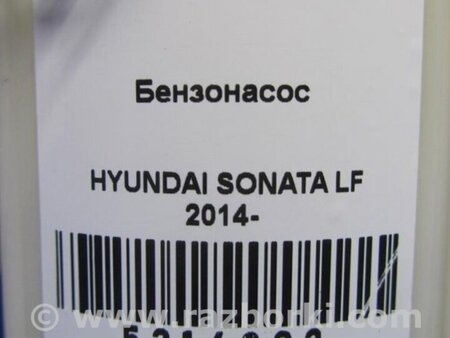 Бензонасос
HYUNDAI SONATA LF
2014-
© www.razborki.com